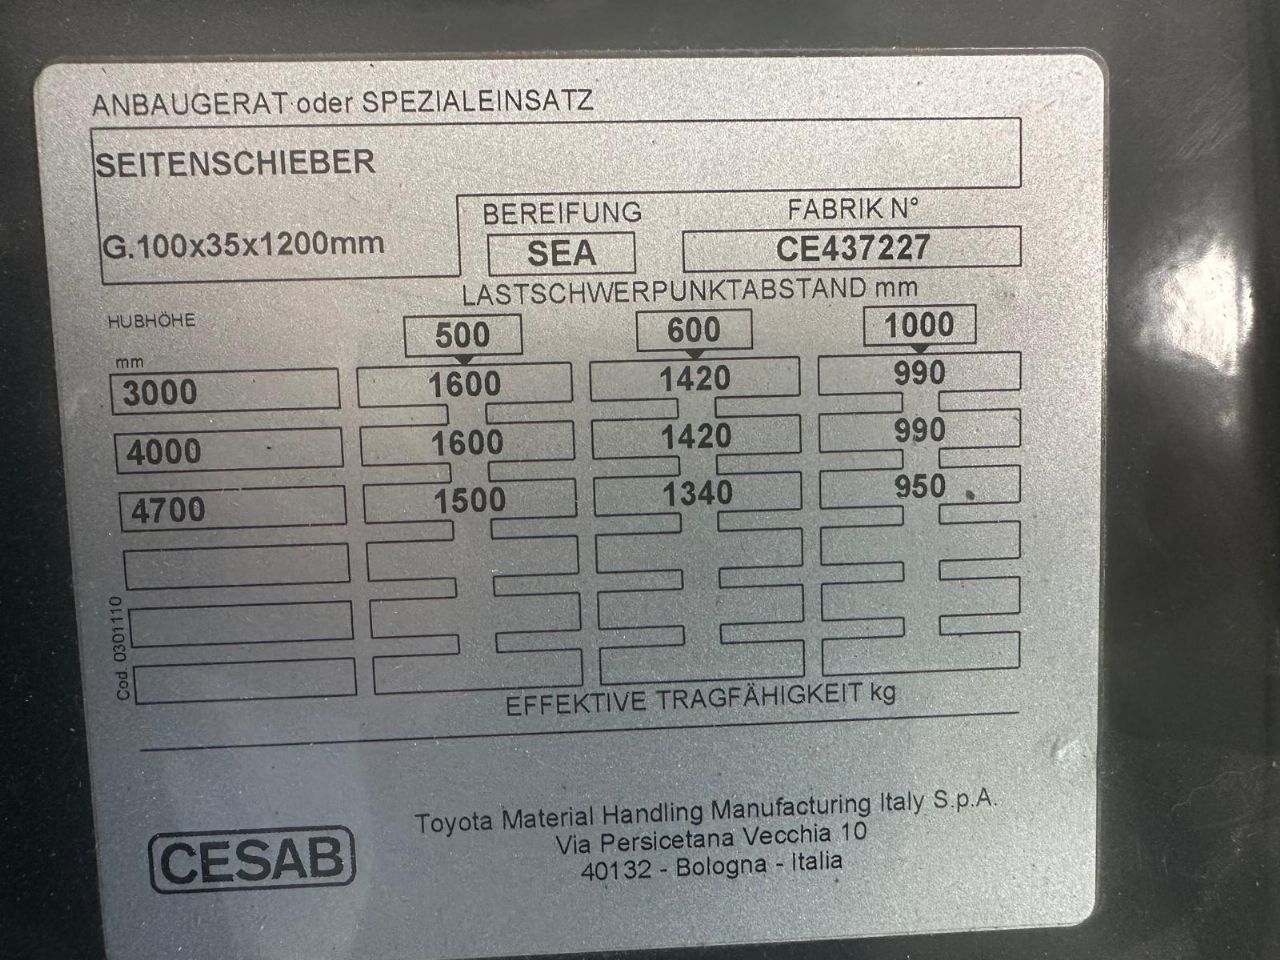 ANBAUGERAT oder SPEZIALEINSATZ
SEITENSCHIEBER
G.100x35x1200mm
BEREIFUNG
SEA
FABRIK N°
CE437227
LASTSCHWERPUNKTABSTAND mm
HUBHÖHE
mm
500 600 1000
3000 1600 1420 990
4000 1600 1420 990
4700 1500 1340 950
EFFEKTIVE TRAGFÄHIGKEIT kg
Cod 0301110
CESAB
Toyota Material Handling Manufacturing Italy S.p.A.
Via Persicetana Vecchia 10
40132 - Bologna - Italia